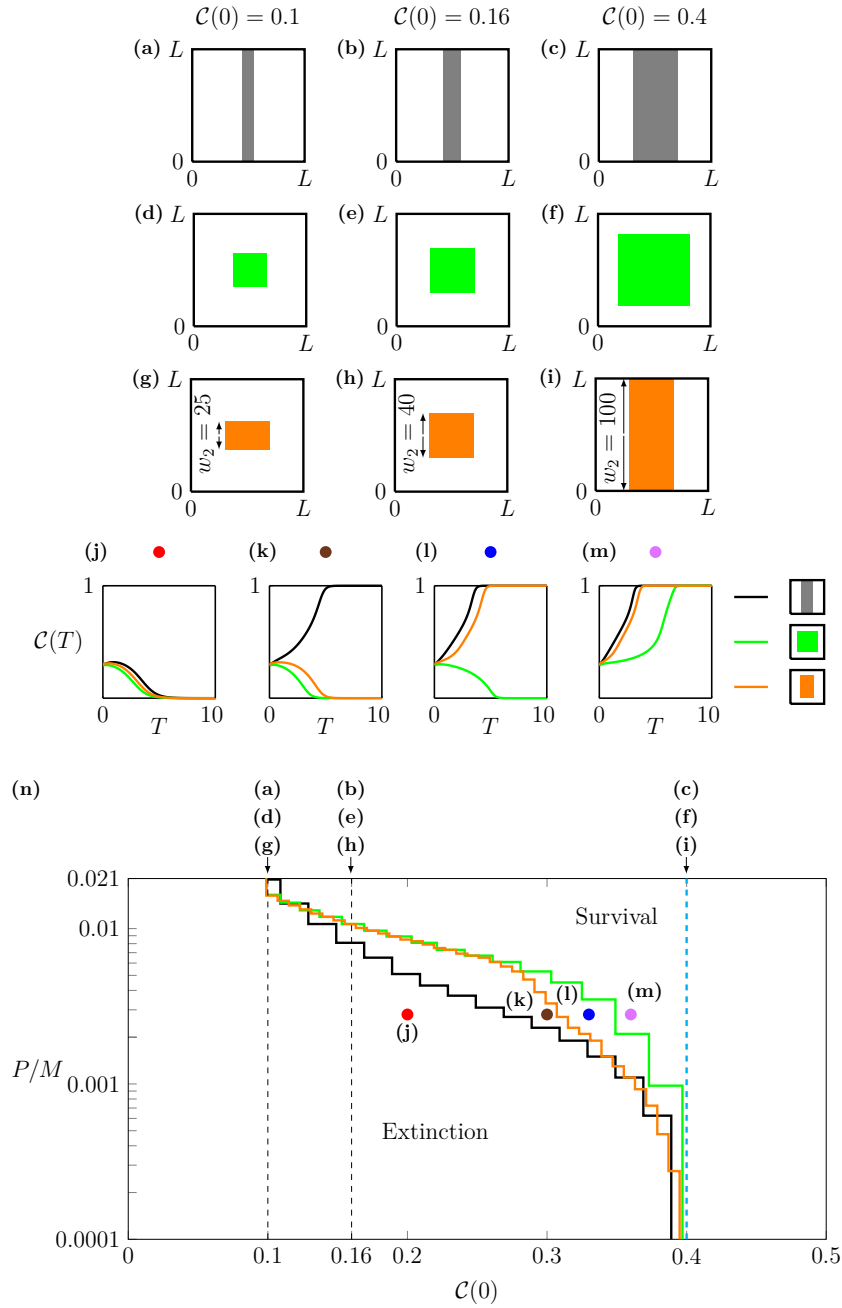 C(0) = 0.1 C(0) = 0.16 C(0) = 0.4
(a) L 0 0 L
(b) L 0 0 L
(c) L 0 0 L
(d) L 0 0 L
(e) L 0 0 L
(f) L 0 0 L
(g) L w₂ = 25 0 0 L
(h) L w₂ = 40 0 0 L
(i) L w₂ = 100 0 0 L
(j) (k) (l) (m)
1 1 1 1
C(T)
0 T 10 0 T 10 0 T 10 0 T 10
(n) (a) (b) (c)
(d) (e) (f)
(g) (h) (i)
0.021
Survival
0.01
(k) (l) (m)
(j)
P/M
0.001
Extinction
0.0001
0 0.1 0.16 0.2 0.3 0.4 0.5
C(0)